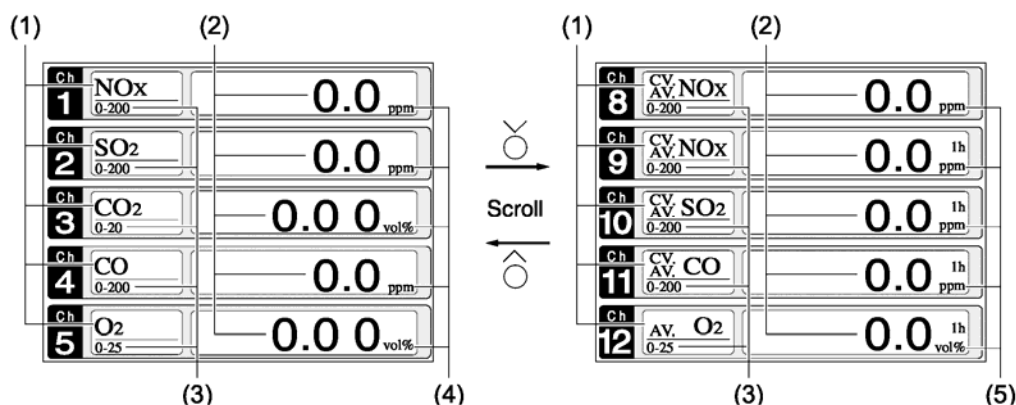 (1) (2) (1) (2)
Ch 1 NOx 0-200 0.0 ppm
Ch 2 SO2 0-200 0.0 ppm
Ch 3 CO2 0-20 0.00 vol%
Ch 4 CO 0-200 0.0 ppm
Ch 5 O2 0-25 0.00 vol%
(3) (4)
Scroll
Ch 8 CV. AV. NOx 0-200 0.0 ppm
Ch 9 CV. AV. NOx 0-200 0.0 1h ppm
Ch 10 CV. AV. SO2 0-200 0.0 1h ppm
Ch 11 CV. AV. CO 0-200 0.0 1h ppm
Ch 12 AV. O2 0-25 0.0 1h vol%
(3) (5)